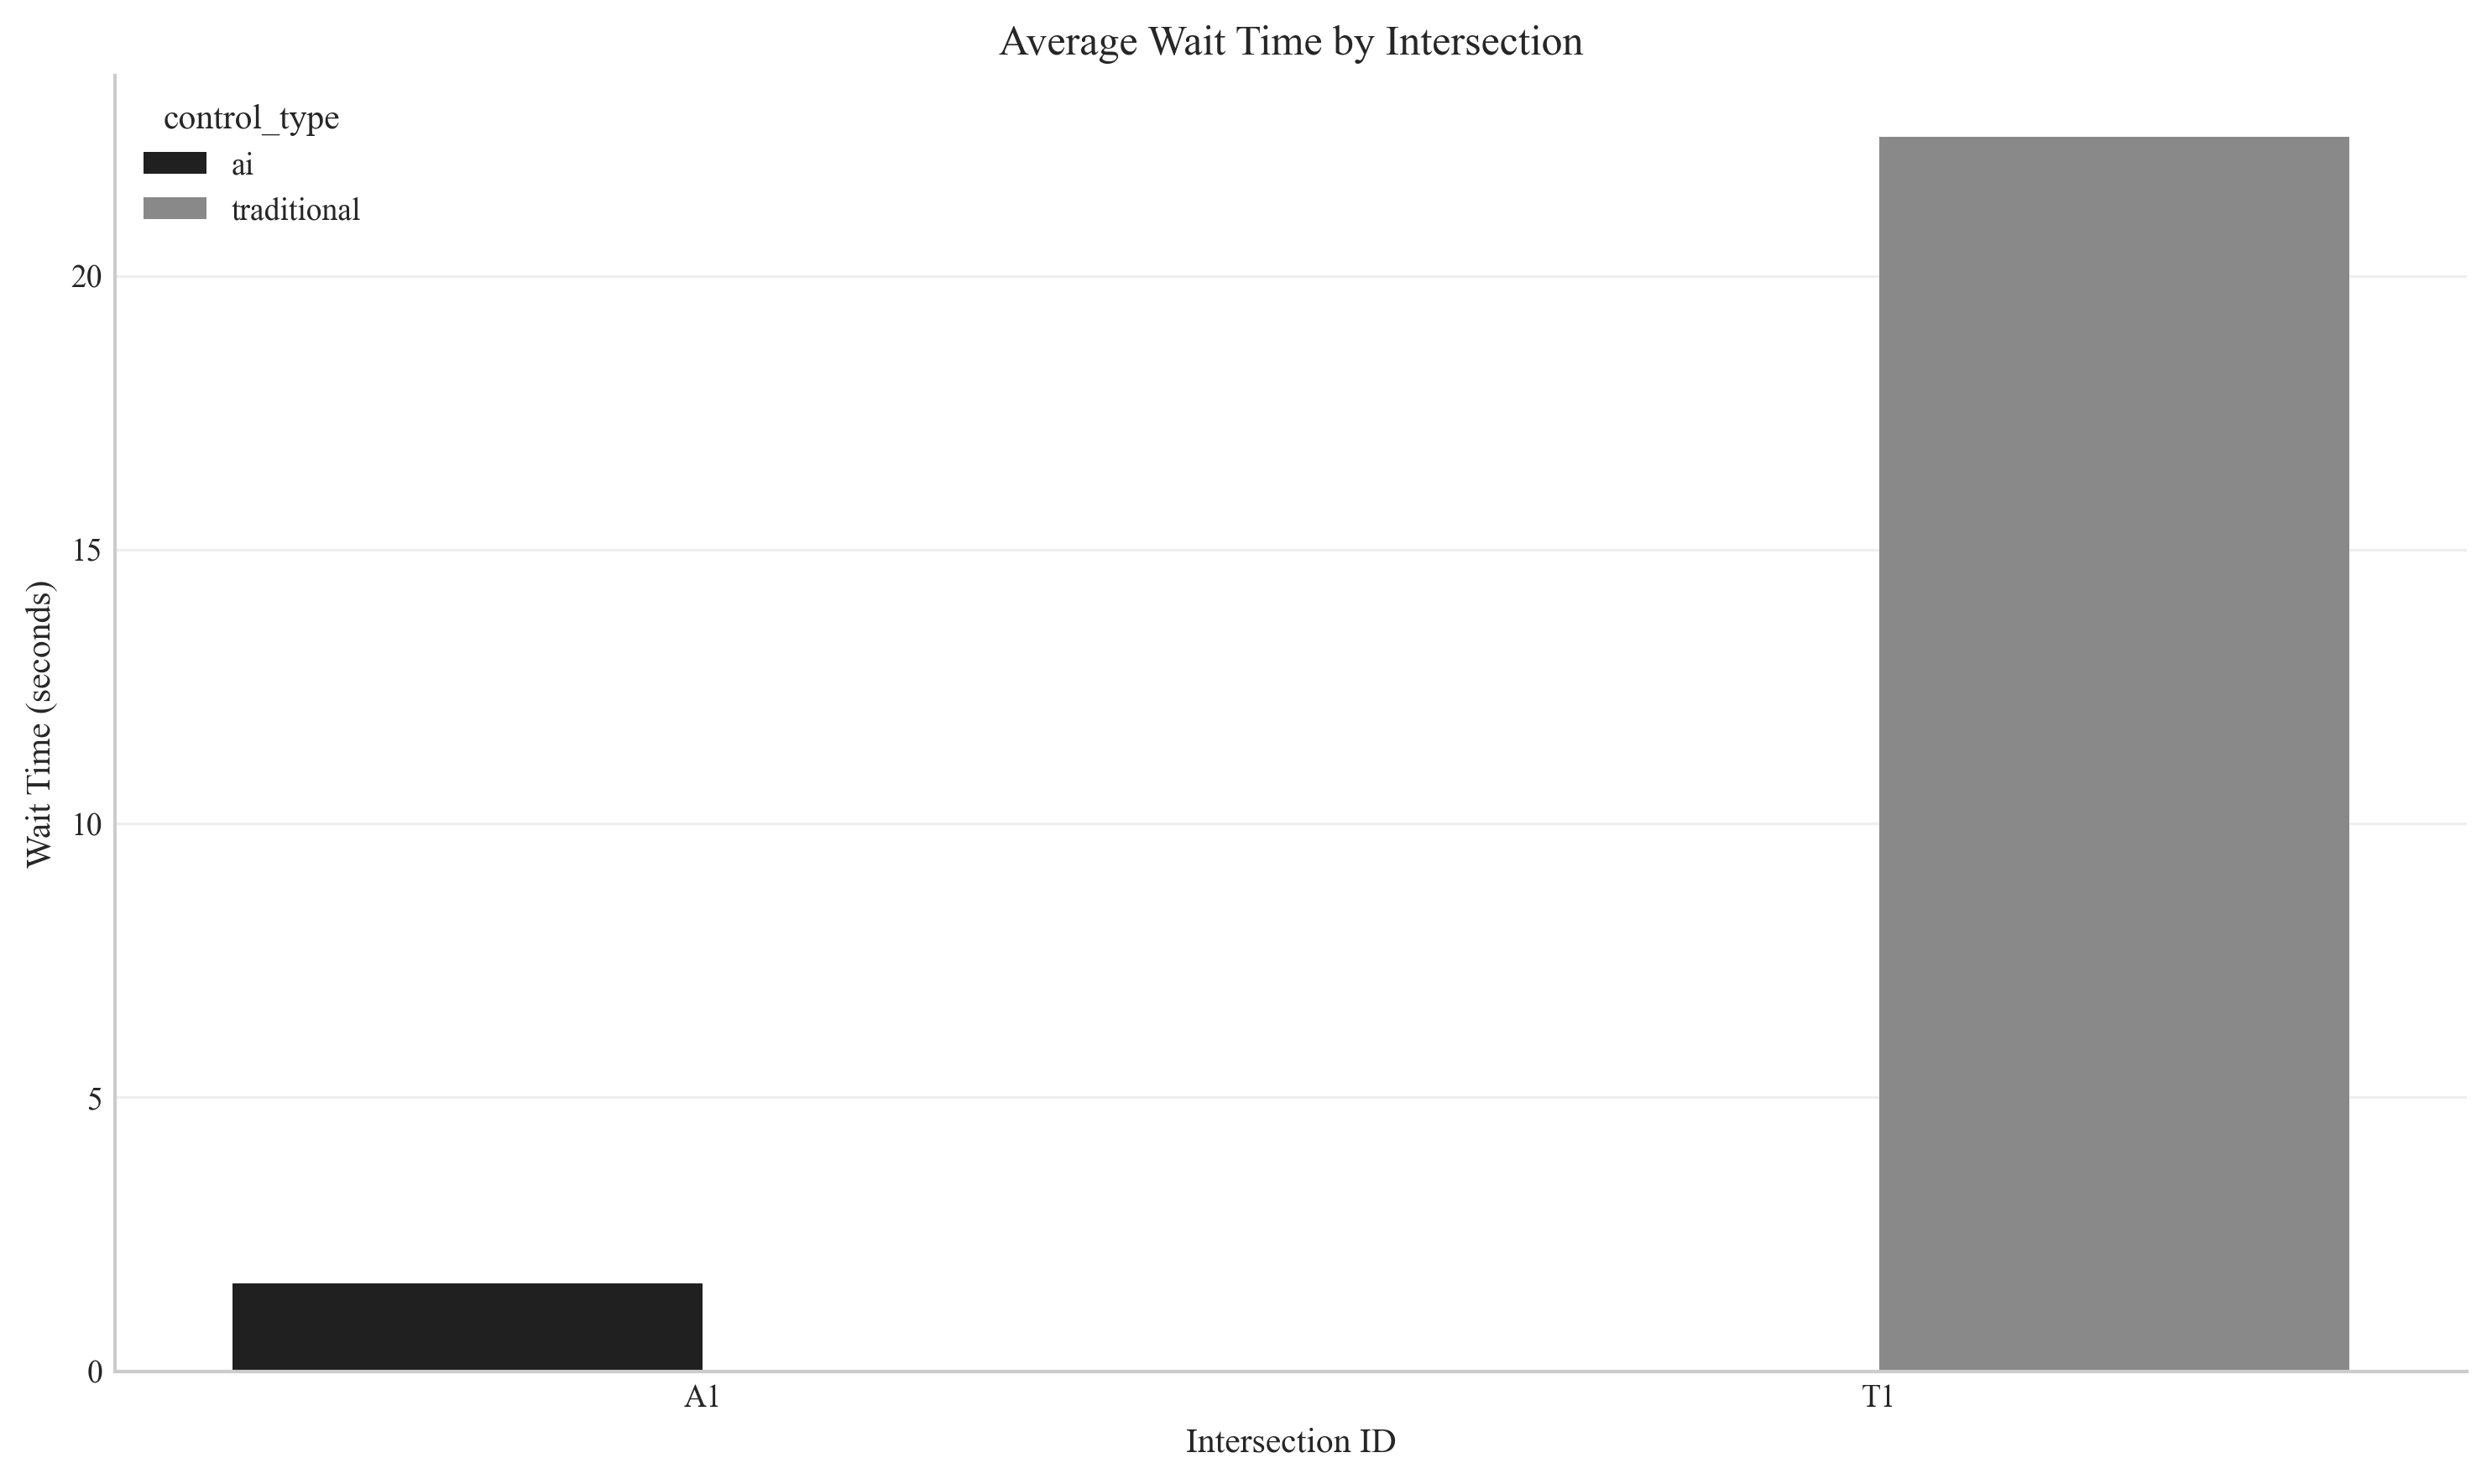 Average Wait Time by Intersection
control_type
ai
traditional
20
15
10
5
0
Wait Time (seconds)
A1
T1
Intersection ID